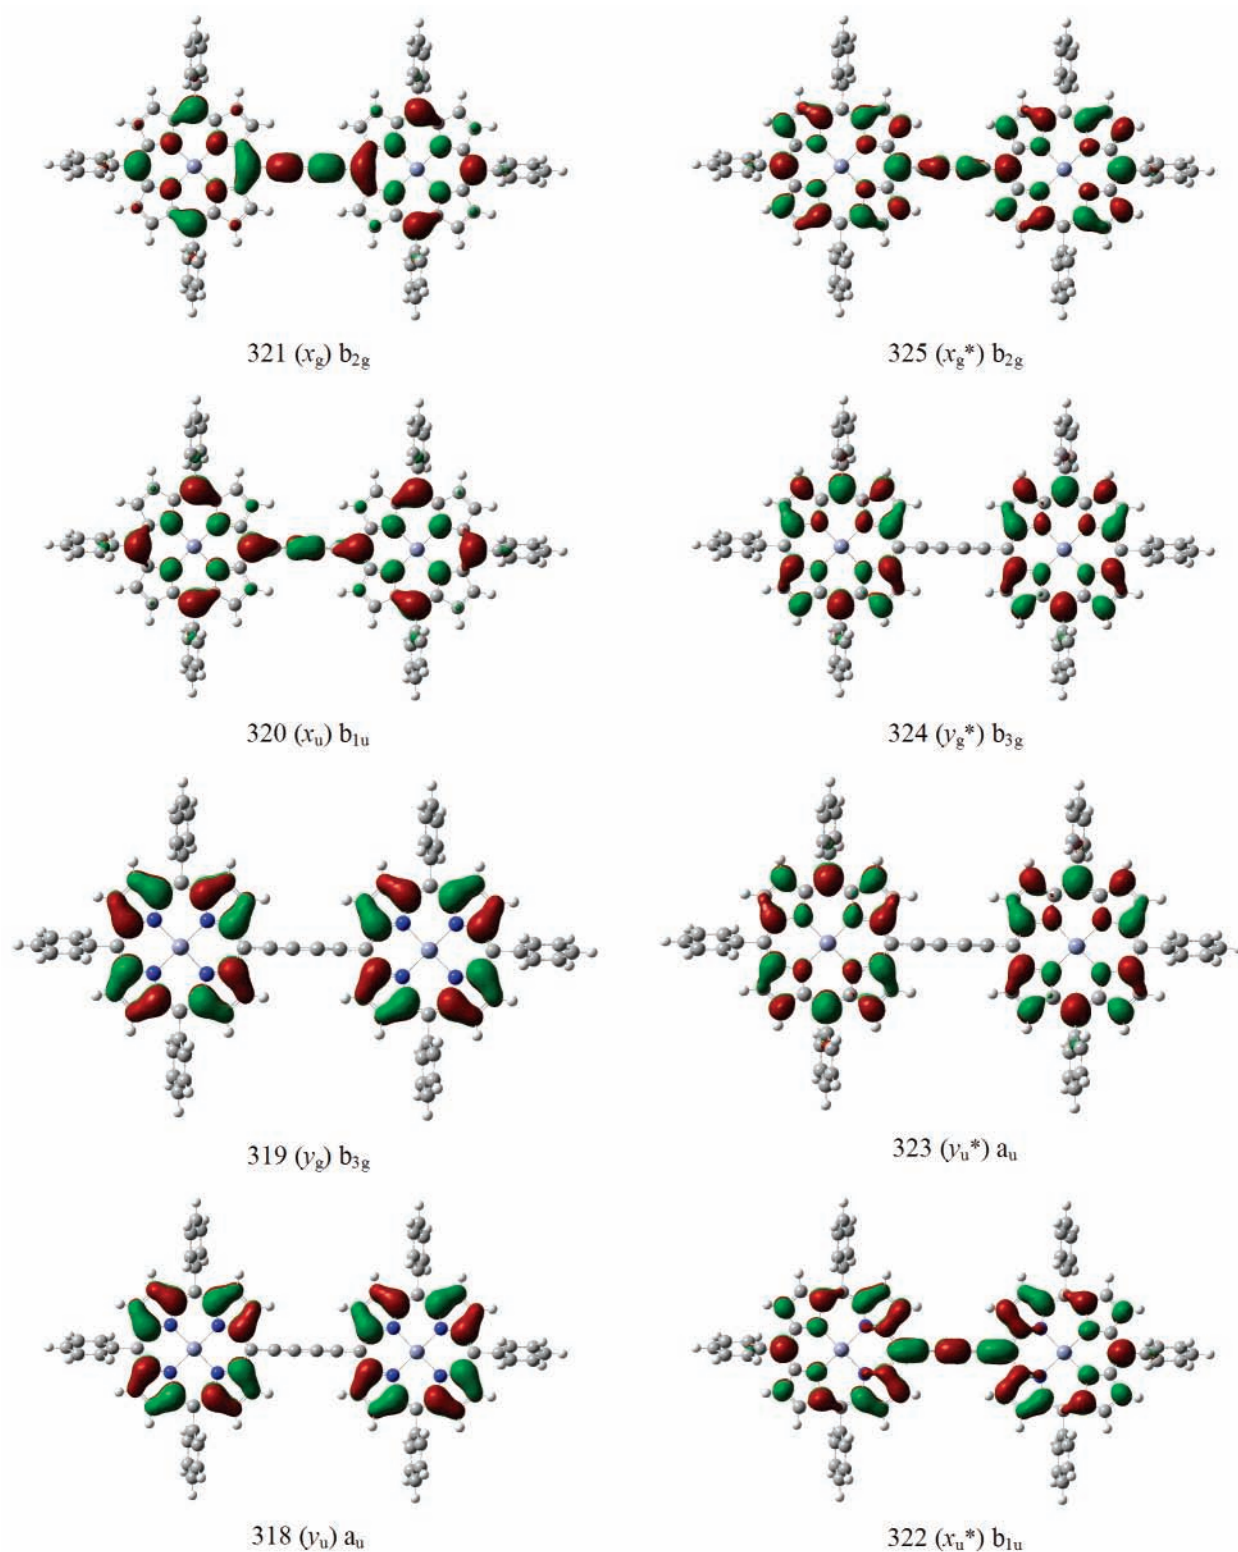 321 (xg) b2g
325 (xg*) b2g
320 (xu) b1u
324 (yg*) b3g
319 (yg) b3g
323 (yu*) au
318 (yu) au
322 (xu*) b1u